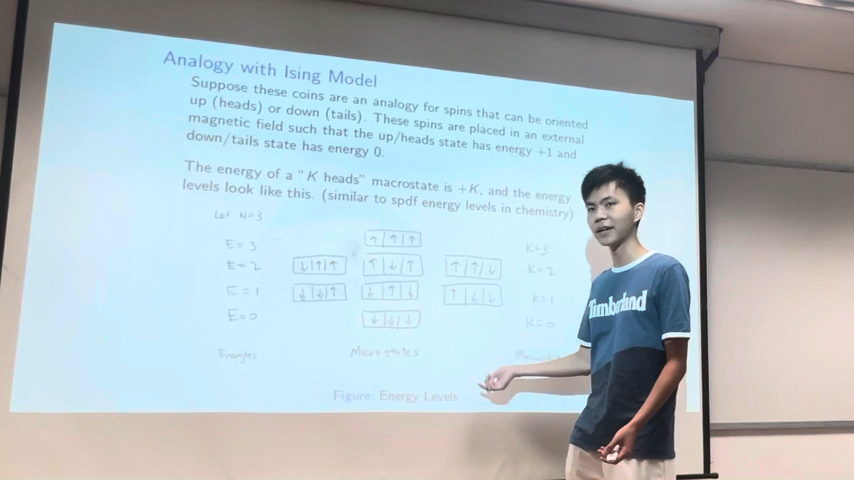 Analogy with Ising Model
Suppose these coins are an analogy for spins that can be oriented
up (heads) or down (tails). These spins are placed in an external
magnetic field such that the up/heads state has energy +1 and
down/tails state has energy 0.
The energy of a "K heads" macrostate is +K, and the energy
levels look like this. (similar to spdf energy levels in chemistry)
Let N=3
E=3 ↑ ↑ ↑ K=3
E=2 ↓ ↑ ↑ ↑ ↓ ↑ ↑ ↑ ↓ K=2
E=1 ↓ ↓ ↑ ↓ ↑ ↓ ↑ ↓ ↓ K=1
E=0 ↓ ↓ ↓ K=0
Energies Microstates
Figure: Energy Levels
Timberland